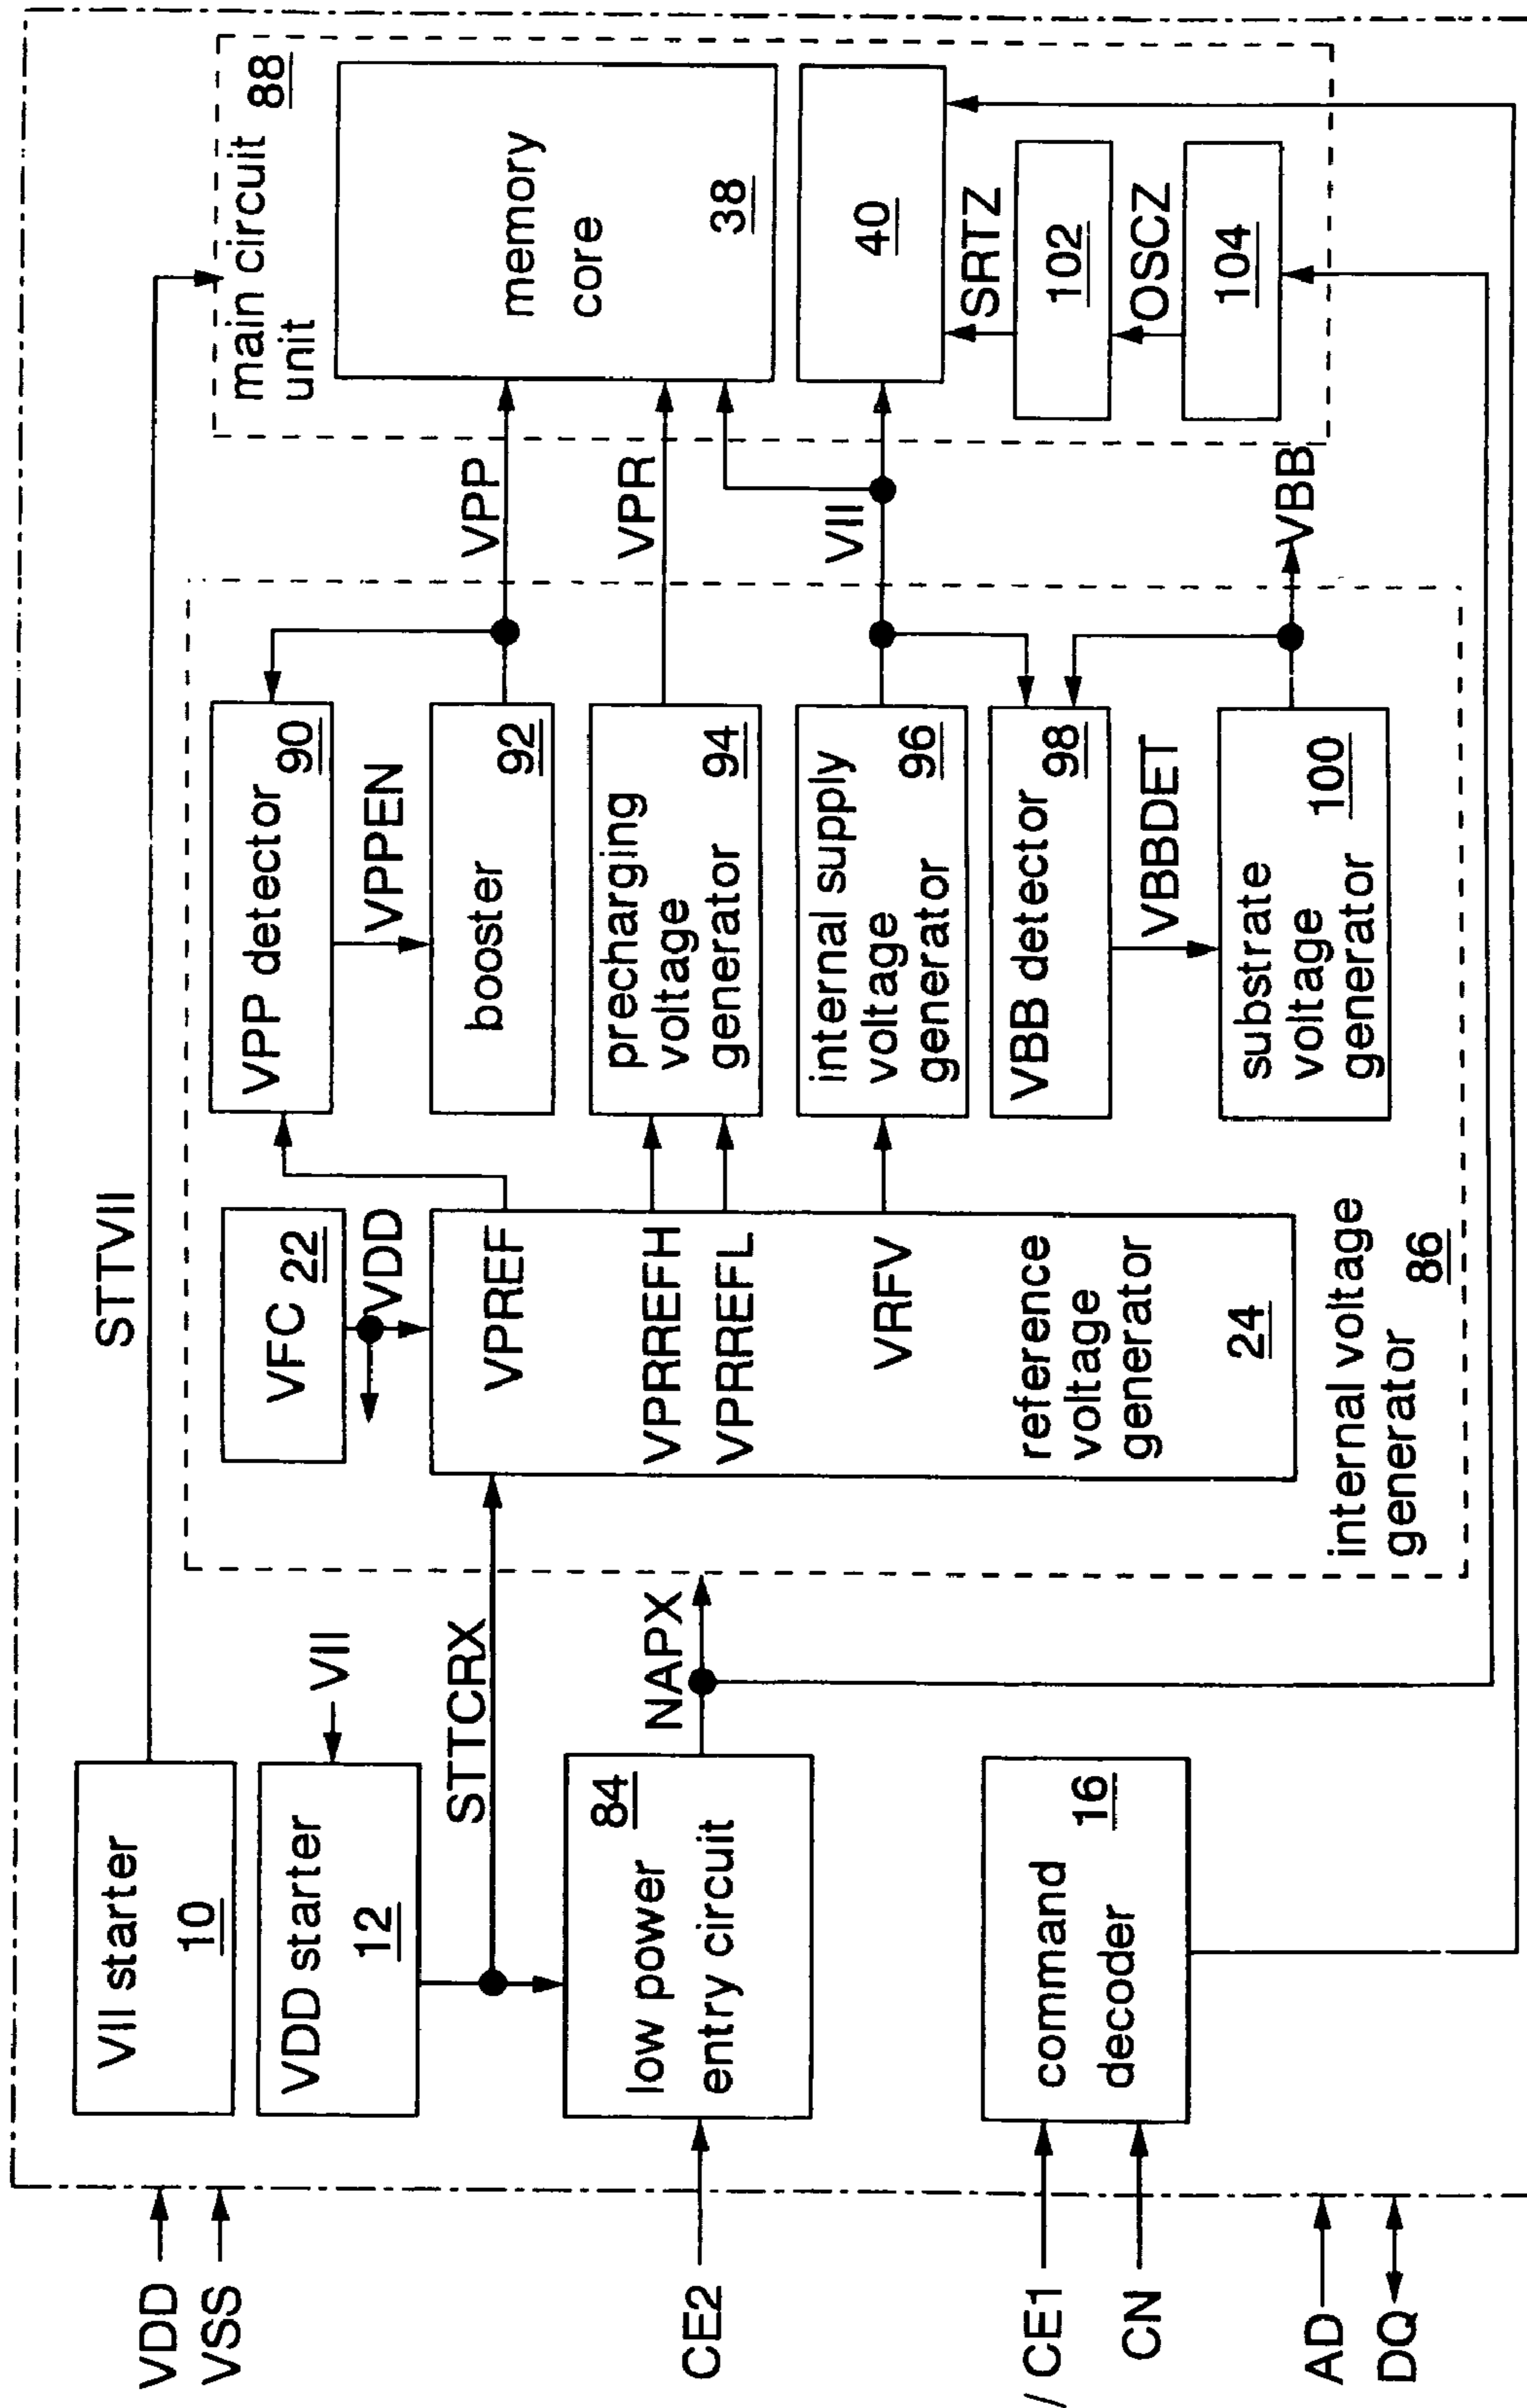 VDD
VSS
CE2
/ CE1
CN
AD
DQ
VII starter
10
VDD starter
12
VII
STTVII
STTCRX
low power
entry circuit
84
NAPX
command
decoder
16
VFC 22
VDD
VPREF
VPRREFH
VPRREFL
VRFV
reference
voltage
generator
24
internal voltage
generator
86
VPP detector
90
VPPEN
booster
92
precharging
voltage
generator
94
internal supply
voltage
generator
96
VBB detector
98
VBBDET
substrate
voltage
generator
100
VPP
VPR
VII
VBB
main circuit
unit
88
memory
core
38
40
SRTZ
102
OSCZ
104